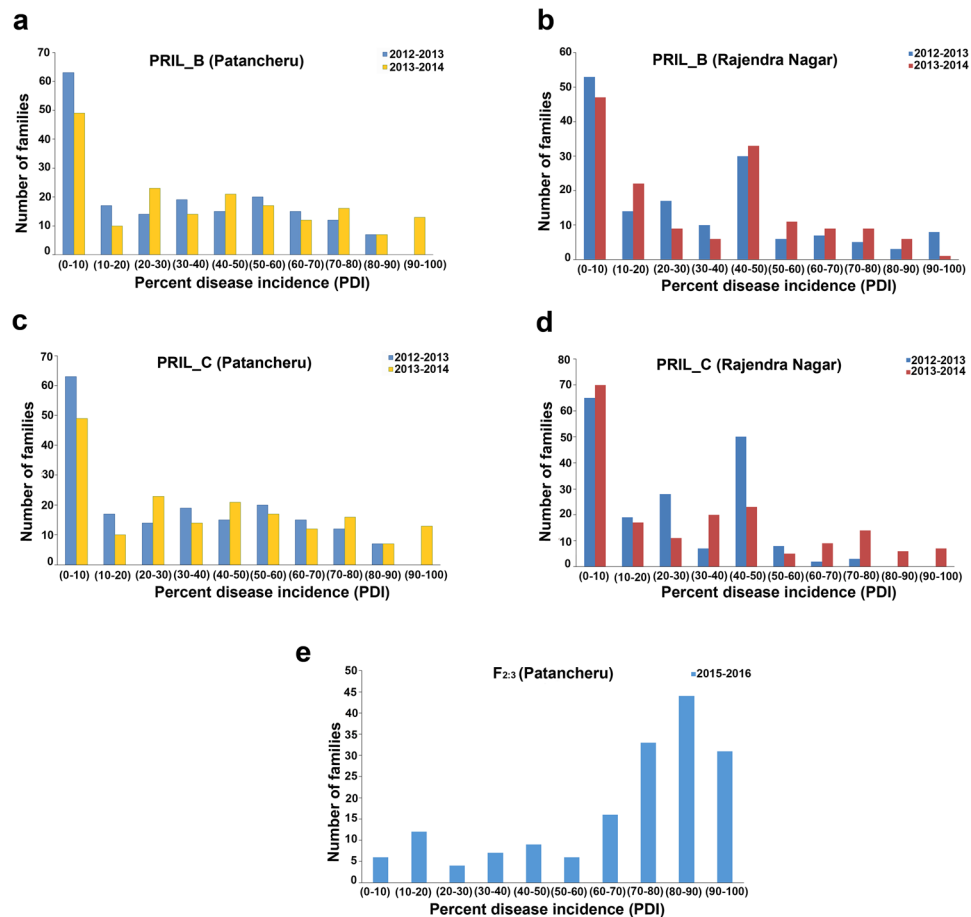 a
PRIL_B (Patancheru)
2012-2013
2013-2014
Number of families
70
60
50
40
30
20
10
0
(0-10) (10-20) (20-30) (30-40) (40-50) (50-60) (60-70) (70-80) (80-90) (90-100)
Percent disease incidence (PDI)
b
PRIL_B (Rajendra Nagar)
2012-2013
2013-2014
Number of families
60
50
40
30
20
10
0
(0-10) (10-20) (20-30) (30-40) (40-50) (50-60) (60-70) (70-80) (80-90) (90-100)
Percent disease incidence (PDI)
c
PRIL_C (Patancheru)
2012-2013
2013-2014
Number of families
70
60
50
40
30
20
10
0
(0-10) (10-20) (20-30) (30-40) (40-50) (50-60) (60-70) (70-80) (80-90) (90-100)
Percent disease incidence (PDI)
d
PRIL_C (Rajendra Nagar)
2012-2013
2013-2014
Number of families
80
70
60
50
40
30
20
10
0
(0-10) (10-20) (20-30) (30-40) (40-50) (50-60) (60-70) (70-80) (80-90) (90-100)
Percent disease incidence (PDI)
e
F2:3 (Patancheru)
2015-2016
Number of families
50
45
40
35
30
25
20
15
10
5
0
(0-10) (10-20) (20-30) (30-40) (40-50) (50-60) (60-70) (70-80) (80-90) (90-100)
Percent disease incidence (PDI)